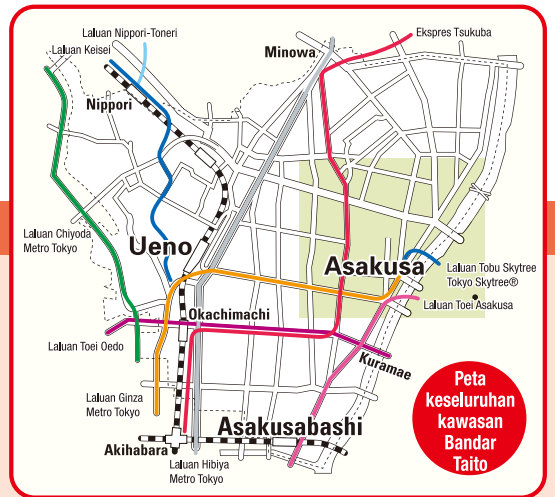 Laluan Nippori-Toneri
Ekspres Tsukuba
Laluan Keisei
Minowa
Nippori
Laluan Chiyoda
Metro Tokyo
Ueno
Asakusa
Laluan Tobu Skytree
Tokyo Skytree®
Laluan Toei Asakusa
Okachimachi
Laluan Toei Oedo
Kuramae
Laluan Ginza
Metro Tokyo
Asakusabashi
Akihabara
Laluan Hibiya
Metro Tokyo
Peta
keseluruhan
kawasan
Bandar
Taito